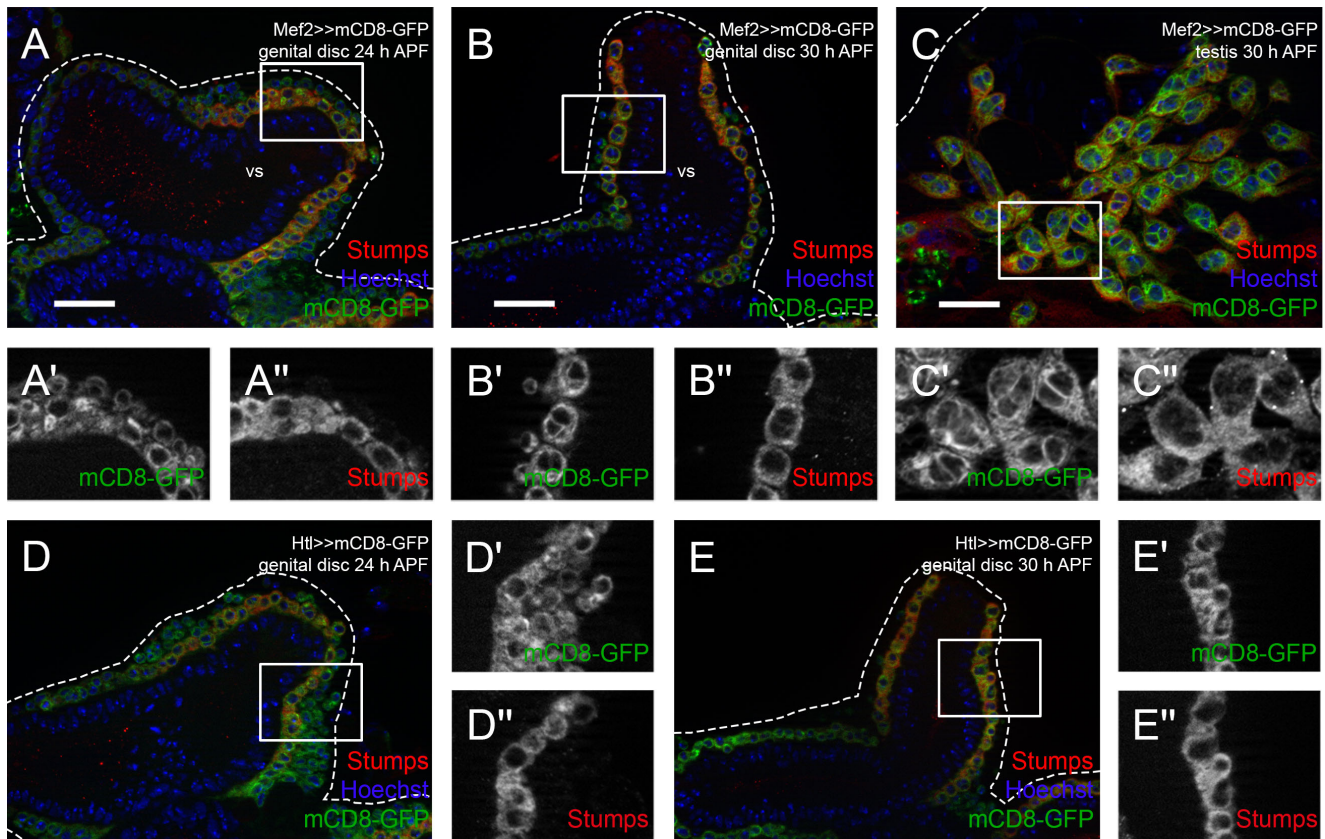 A
Mef2>>mCD8-GFP
genital disc 24 h APF
vs
Stumps
Hoechst
mCD8-GFP
B
Mef2>>mCD8-GFP
genital disc 30 h APF
vs
Stumps
Hoechst
mCD8-GFP
C
Mef2>>mCD8-GFP
testis 30 h APF
Stumps
Hoechst
mCD8-GFP
A'
mCD8-GFP
A''
Stumps
B'
mCD8-GFP
B''
Stumps
C'
mCD8-GFP
C''
Stumps
D
Htl>>mCD8-GFP
genital disc 24 h APF
Stumps
Hoechst
mCD8-GFP
D'
mCD8-GFP
D''
Stumps
E
Htl>>mCD8-GFP
genital disc 30 h APF
Stumps
Hoechst
mCD8-GFP
E'
mCD8-GFP
E''
Stumps